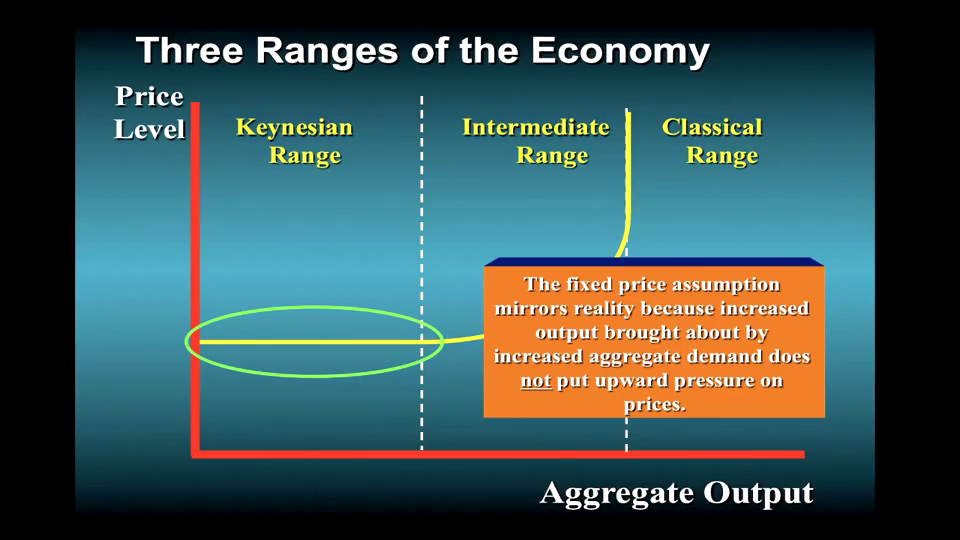 Three Ranges of the Economy
Price
Level
Keynesian
Range
Intermediate
Range
Classical
Range
The fixed price assumption
mirrors reality because increased
output brought about by
increased aggregate demand does
not put upward pressure on
prices.
Aggregate Output